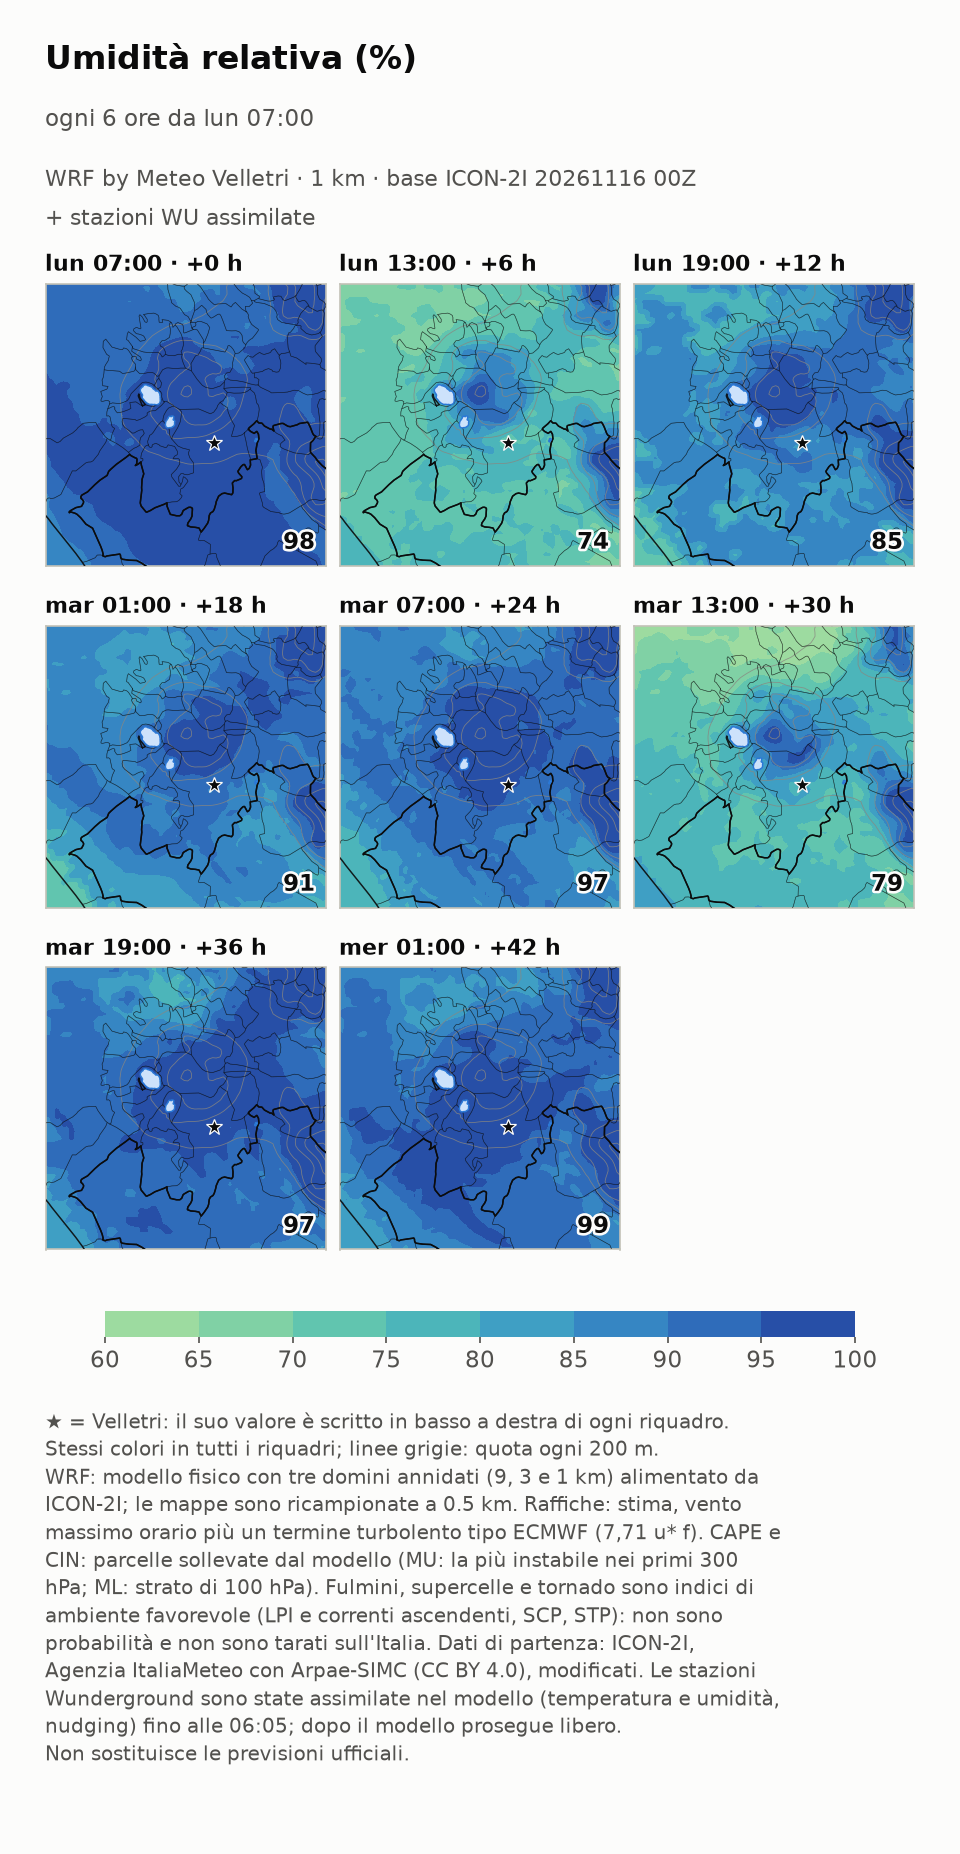 Umidità relativa (%)
ogni 6 ore da lun 07:00
WRF by Meteo Velletri · 1 km · base ICON-2I 20261116 00Z
+ stazioni WU assimilate
lun 07:00 · +0 h
lun 13:00 · +6 h
lun 19:00 · +12 h
98
74
85
mar 01:00 · +18 h
mar 07:00 · +24 h
mar 13:00 · +30 h
91
97
79
mar 19:00 · +36 h
mer 01:00 · +42 h
97
99
60 65 70 75 80 85 90 95 100
★ = Velletri: il suo valore è scritto in basso a destra di ogni riquadro.
Stessi colori in tutti i riquadri; linee grigie: quota ogni 200 m.
WRF: modello fisico con tre domini annidati (9, 3 e 1 km) alimentato da
ICON-2I; le mappe sono ricampionate a 0.5 km. Raffiche: stima, vento
massimo orario più un termine turbolento tipo ECMWF (7,71 u* f). CAPE e
CIN: parcelle sollevate dal modello (MU: la più instabile nei primi 300
hPa; ML: strato di 100 hPa). Fulmini, supercelle e tornado sono indici di
ambiente favorevole (LPI e correnti ascendenti, SCP, STP): non sono
probabilità e non sono tarati sull'Italia. Dati di partenza: ICON-2I,
Agenzia ItaliaMeteo con Arpae-SIMC (CC BY 4.0), modificati. Le stazioni
Wunderground sono state assimilate nel modello (temperatura e umidità,
nudging) fino alle 06:05; dopo il modello prosegue libero.
Non sostituisce le previsioni ufficiali.